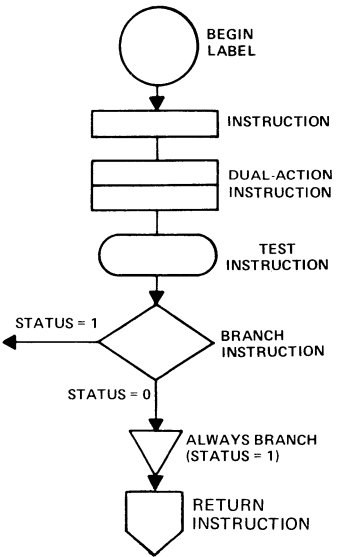 BEGIN
LABEL
INSTRUCTION
DUAL-ACTION
INSTRUCTION
TEST
INSTRUCTION
STATUS = 1
BRANCH
INSTRUCTION
STATUS = 0
ALWAYS BRANCH
(STATUS = 1)
RETURN
INSTRUCTION